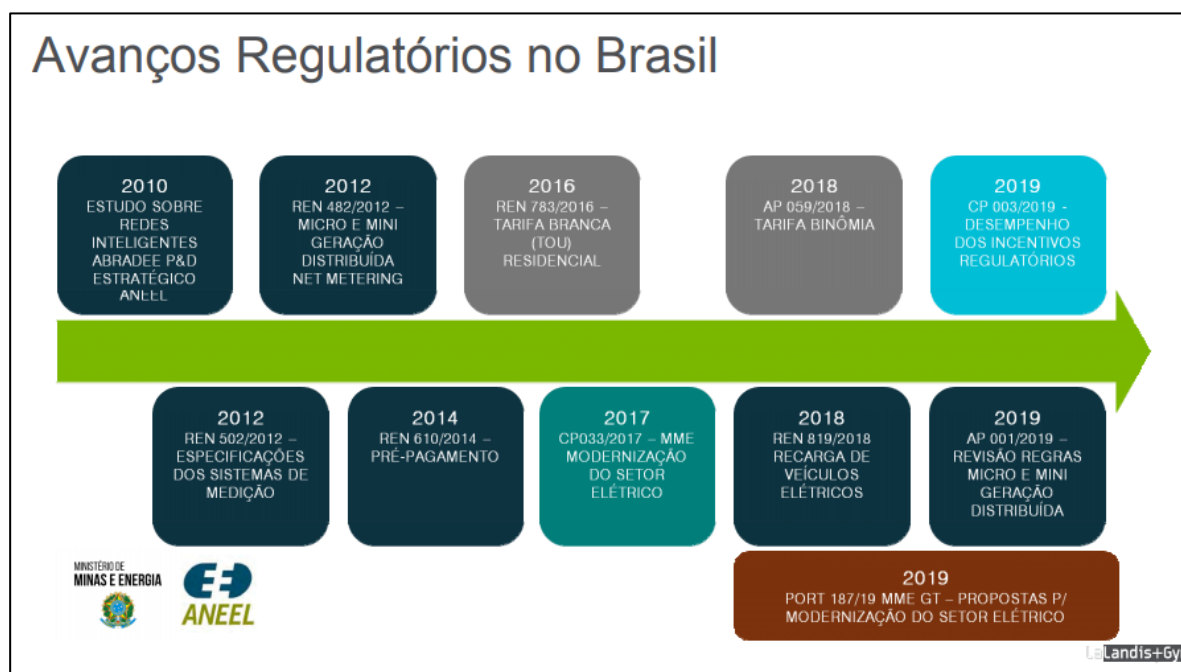 Avanços Regulatórios no Brasil
2010
ESTUDO SOBRE
REDES
INTELIGENTES
ABRADEE P&D
ESTRATÉGICO
ANEEL
2012
REN 482/2012 –
MICRO E MINI
GERAÇÃO
DISTRIBUÍDA
NET METERING
2016
REN 783/2016 –
TARIFA BRANCA
(TOU)
RESIDENCIAL
2018
AP 059/2018 –
TARIFA BINÔMIA
2019
CP 003/2019 -
DESEMPENHO
DOS INCENTIVOS
REGULATÓRIOS
2012
REN 502/2012 –
ESPECIFICAÇÕES
DOS SISTEMAS DE
MEDIÇÃO
2014
REN 610/2014 –
PRÉ-PAGAMENTO
2017
CP033/2017 – MME
MODERNIZAÇÃO
DO SETOR
ELÉTRICO
2018
REN 819/2018
RECARGA DE
VEÍCULOS
ELÉTRICOS
2019
AP 001/2019 –
REVISÃO REGRAS
MICRO E MINI
GERAÇÃO
DISTRIBUÍDA
MINISTÉRIO DE
MINAS E ENERGIA
ANEEL
2019
PORT 187/19 MME GT – PROPOSTAS P/
MODERNIZAÇÃO DO SETOR ELÉTRICO
Landis+Gy